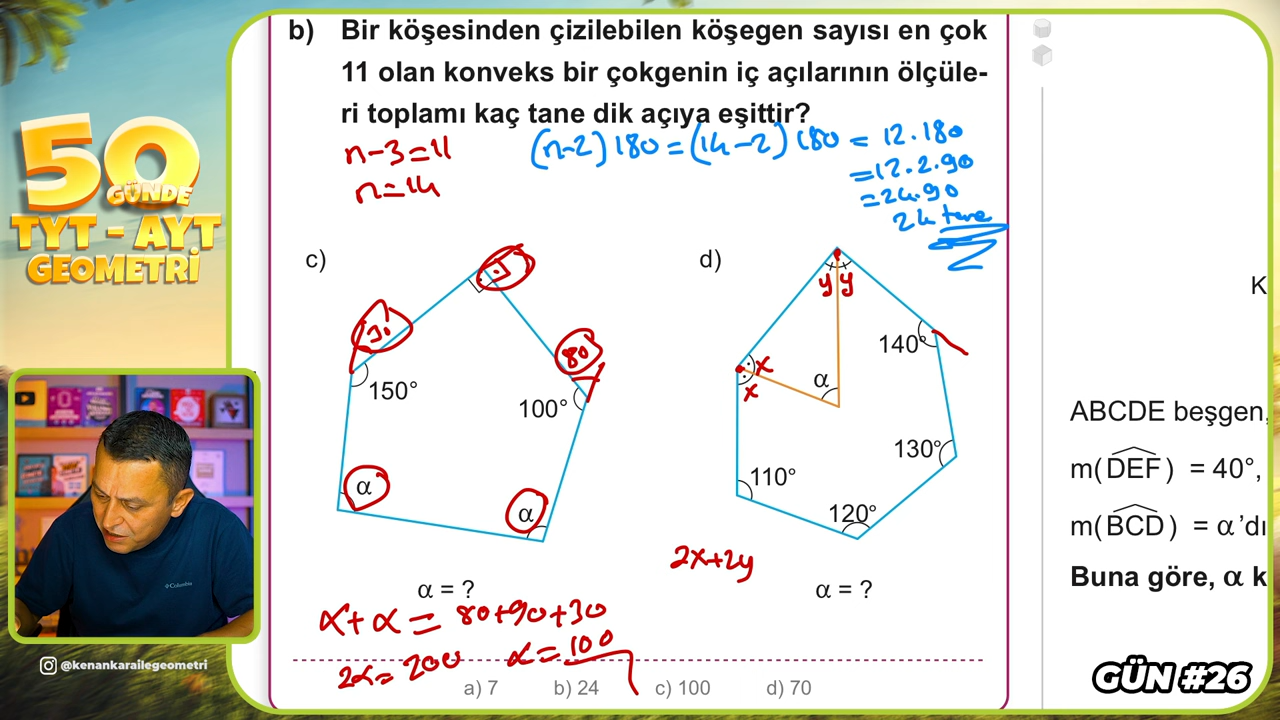 50
GÜNDE
TYT - AYT
GEOMETRİ
b) Bir köşesinden çizilebilen köşegen sayısı en çok
11 olan konveks bir çokgenin iç açılarının ölçüle-
ri toplamı kaç tane dik açıya eşittir?
n-3=11
n=14
(n-2)180=(14-2)180 = 12.180
=12.2.90
=24.90
24 tane
c)
30
80
150°
100°
α
α
α = ?
α+α = 80+90+30
2α=200
α=100
d)
y y
x
x
α
140°
130°
110°
120°
2x+2y
α = ?
a) 7 b) 24 c) 100 d) 70
K
ABCDE beşgen,
m(DEF) = 40°,
m(BCD) = α'dı
Buna göre, α k
Columbia
@kenankarailegeometri
GÜN #26